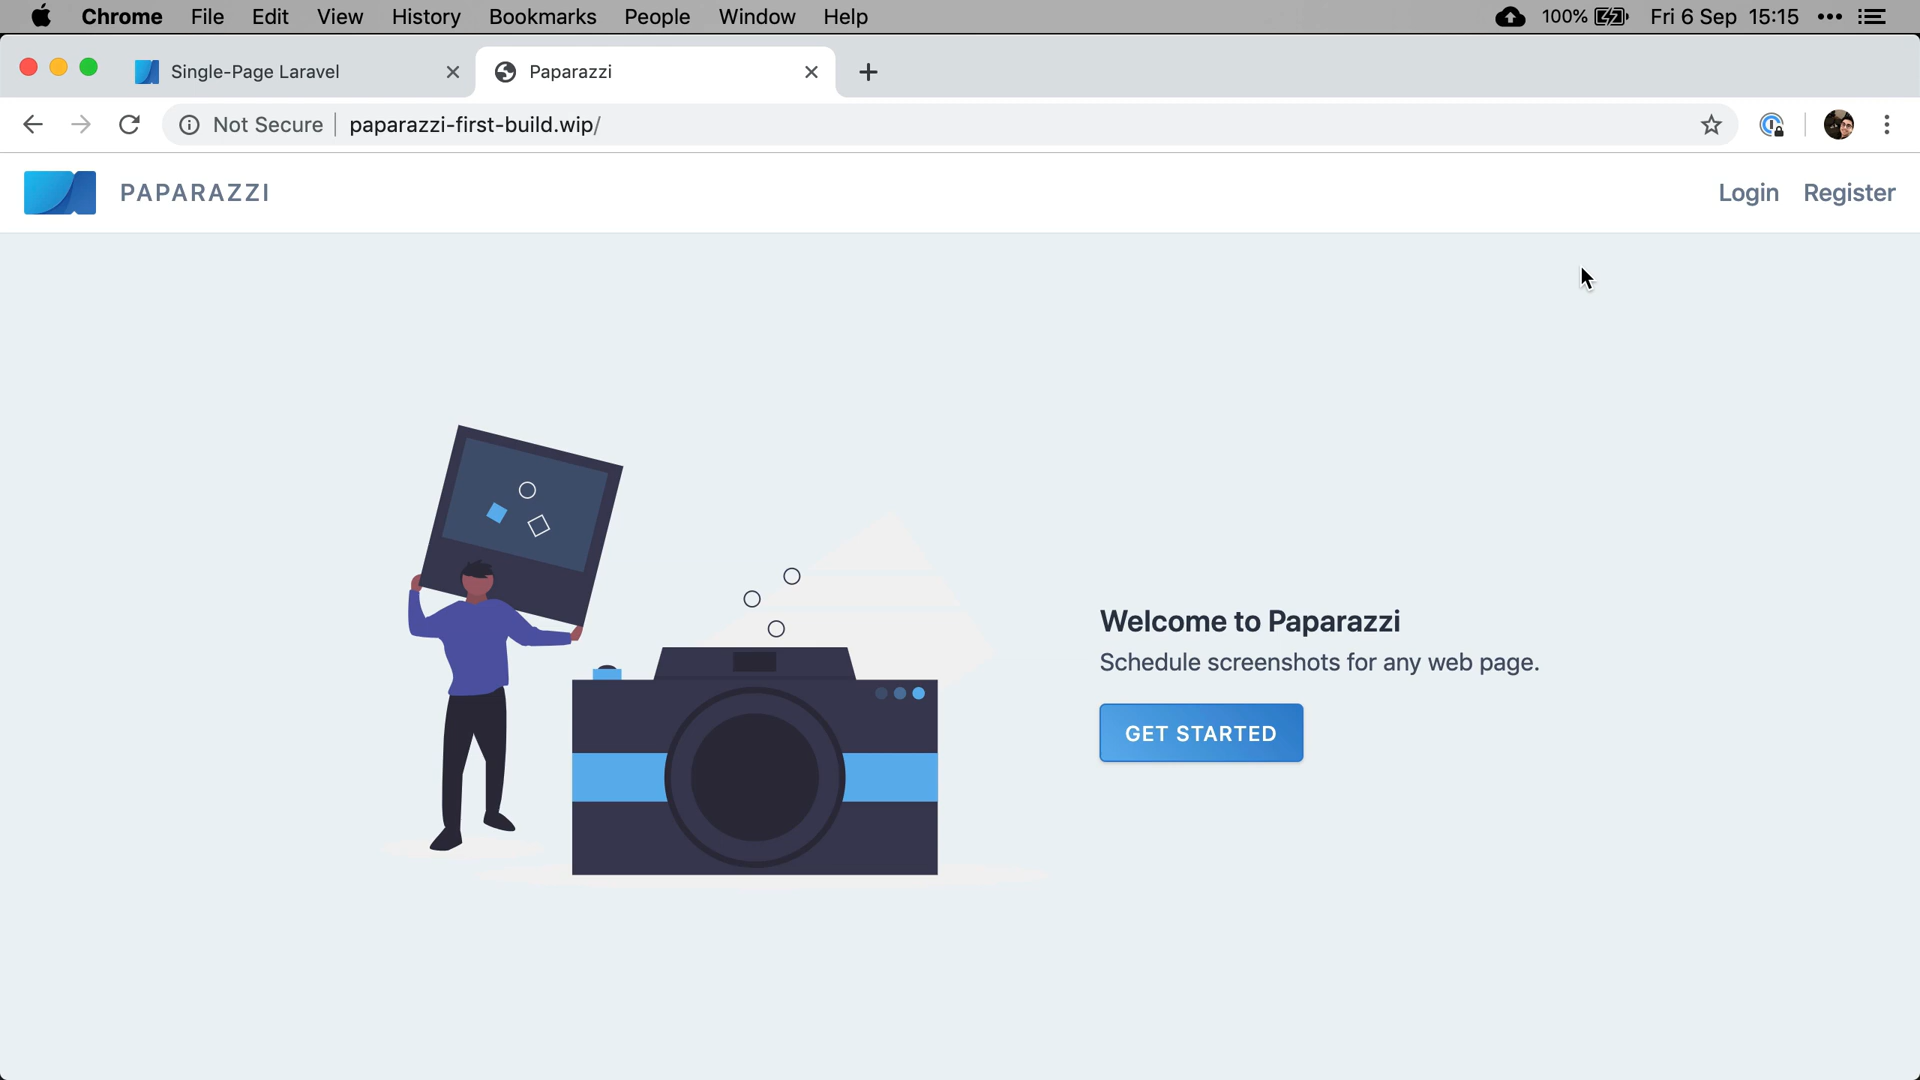 Chrome File Edit View History Bookmarks People Window Help 100% Fri 6 Sep 15:15
Single-Page Laravel Paparazzi
Not Secure paparazzi-first-build.wip/
PAPARAZZI Login Register
Welcome to Paparazzi
Schedule screenshots for any web page.
GET STARTED